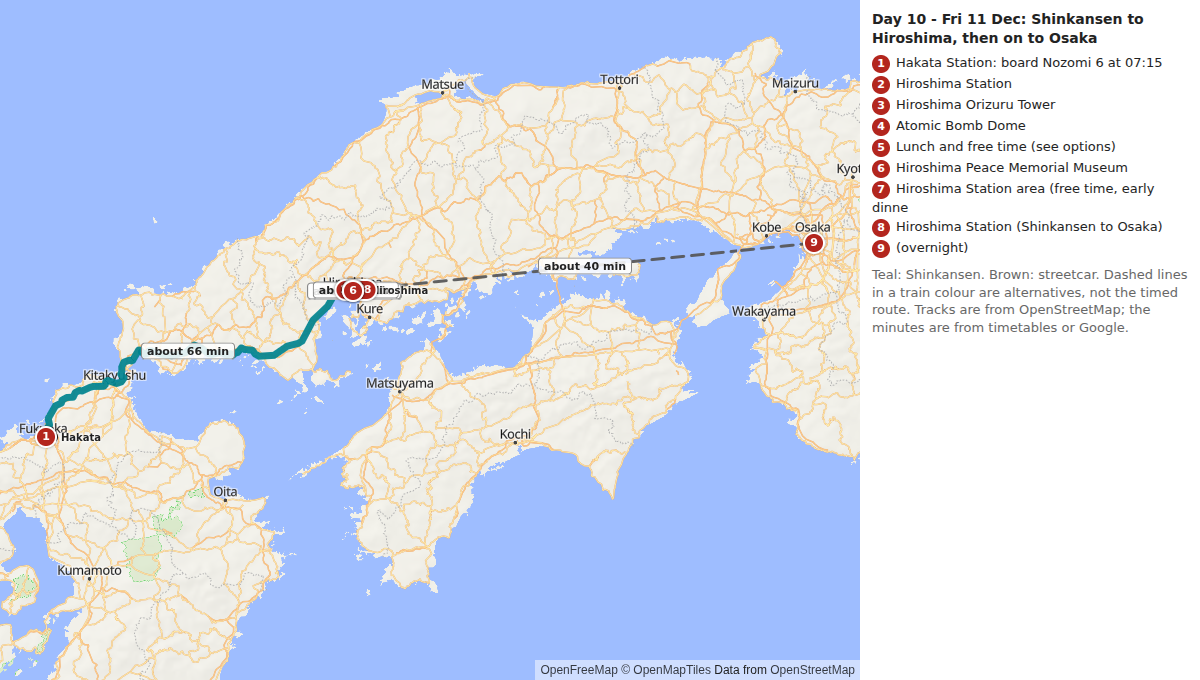 Day 10 - Fri 11 Dec: Shinkansen to
Hiroshima, then on to Osaka
1 Hakata Station: board Nozomi 6 at 07:15
2 Hiroshima Station
3 Hiroshima Orizuru Tower
4 Atomic Bomb Dome
5 Lunch and free time (see options)
6 Hiroshima Peace Memorial Museum
7 Hiroshima Station area (free time, early
dinne
8 Hiroshima Station (Shinkansen to Osaka)
9 (overnight)
Teal: Shinkansen. Brown: streetcar. Dashed lines
in a train colour are alternatives, not the timed
route. Tracks are from OpenStreetMap; the
minutes are from timetables or Google.
Matsue
Tottori
Maizuru
Kyot
Kobe
Osaka
9
about 40 min
6
8
Kure
Wakayama
about 66 min
Matsuyama
1
Hakata
Kochi
Oita
Kumamoto
OpenFreeMap © OpenMapTiles Data from OpenStreetMap